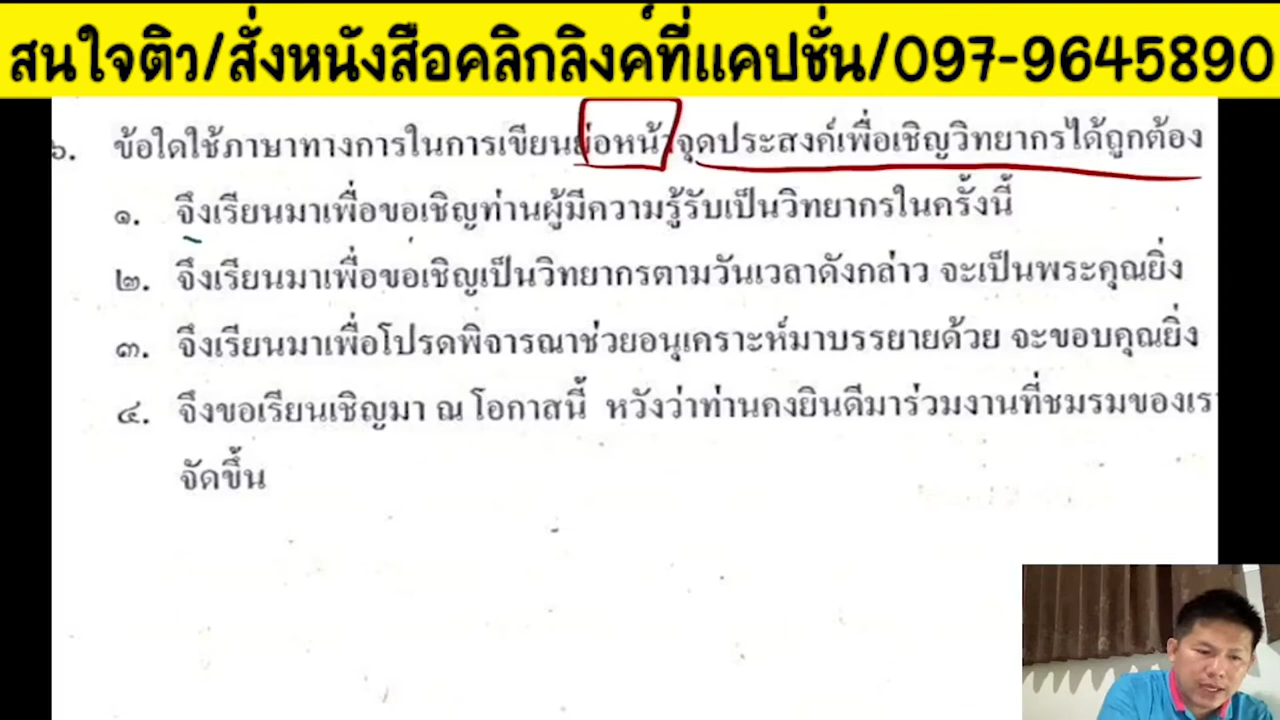 สนใจติว/สั่งหนังสือคลิกลิงค์ที่แคปชั่น/097-9645890
๖. ข้อใดใช้ภาษาทางการในการเขียนย่อหน้าจุดประสงค์เพื่อเชิญวิทยากรได้ถูกต้อง
๑. จึงเรียนมาเพื่อขอเชิญท่านผู้มีความรู้รับเป็นวิทยากรในครั้งนี้
๒. จึงเรียนมาเพื่อขอเชิญเป็นวิทยากรตามวันเวลาดังกล่าว จะเป็นพระคุณยิ่ง
๓. จึงเรียนมาเพื่อโปรดพิจารณาช่วยอนุเคราะห์มาบรรยายด้วย จะขอบคุณยิ่ง
๔. จึงขอเรียนเชิญมา ณ โอกาสนี้ หวังว่าท่านคงยินดีมาร่วมงานที่ชมรมของเรา
จัดขึ้น